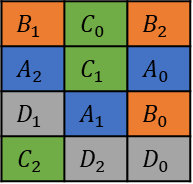 B₁ C₀ B₂
A₂ C₁ A₀
D₁ A₁ B₀
C₂ D₂ D₀